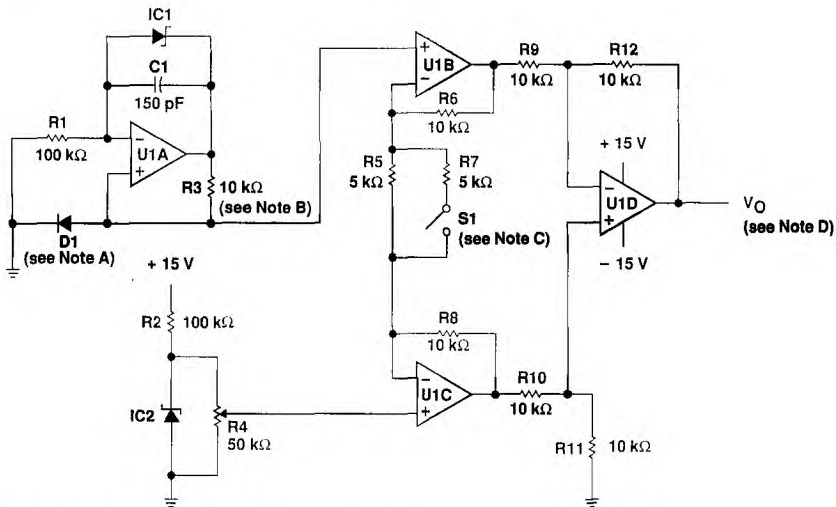 IC1
C1
150 pF
R1
100 kΩ
−
+
U1A
R3
10 kΩ
(see Note B)
D1
(see Note A)
+
−
U1B
R9
10 kΩ
R12
10 kΩ
R6
10 kΩ
R5
5 kΩ
R7
5 kΩ
S1
(see Note C)
+ 15 V
−
+
U1D
− 15 V
VO
(see Note D)
+ 15 V
R2
100 kΩ
IC2
R4
50 kΩ
R8
10 kΩ
−
+
U1C
R10
10 kΩ
R11
10 kΩ